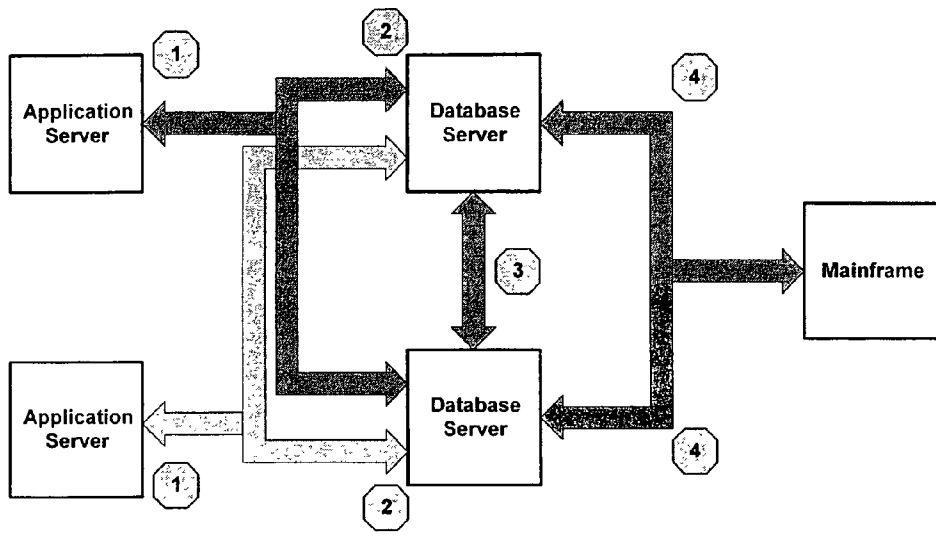 1
2
4
Application
Server
Database
Server
3
Mainframe
Application
Server
Database
Server
1
2
4